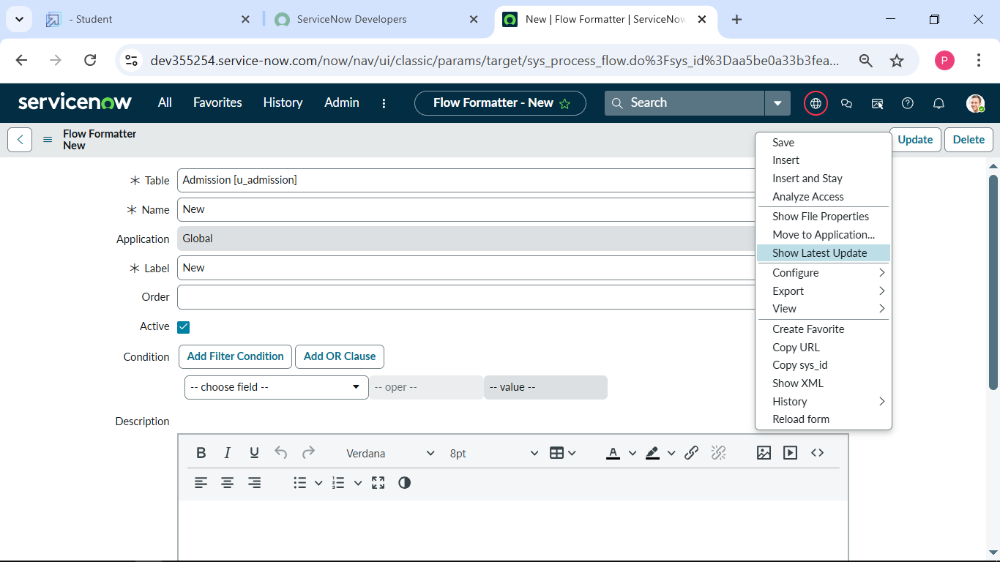 - Student
ServiceNow Developers
New | Flow Formatter | ServiceNow
dev355254.service-now.com/now/nav/ui/classic/params/target/sys_process_flow.do%3Fsys_id%3Daa5be0a33b3fea...
P
servicenow
All
Favorites
History
Admin
Flow Formatter - New
Search
Flow Formatter
New
Update
Delete
Table
Admission [u_admission]
Name
New
Application
Global
Label
New
Order
Active
Condition
Add Filter Condition
Add OR Clause
-- choose field --
-- oper --
-- value --
Description
B I U
Verdana
8pt
A
Save
Insert
Insert and Stay
Analyze Access
Show File Properties
Move to Application...
Show Latest Update
Configure
Export
View
Create Favorite
Copy URL
Copy sys_id
Show XML
History
Reload form